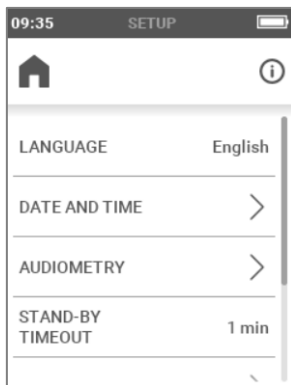 09:35 SETUP
LANGUAGE English
DATE AND TIME
AUDIOMETRY
STAND-BY
TIMEOUT 1 min